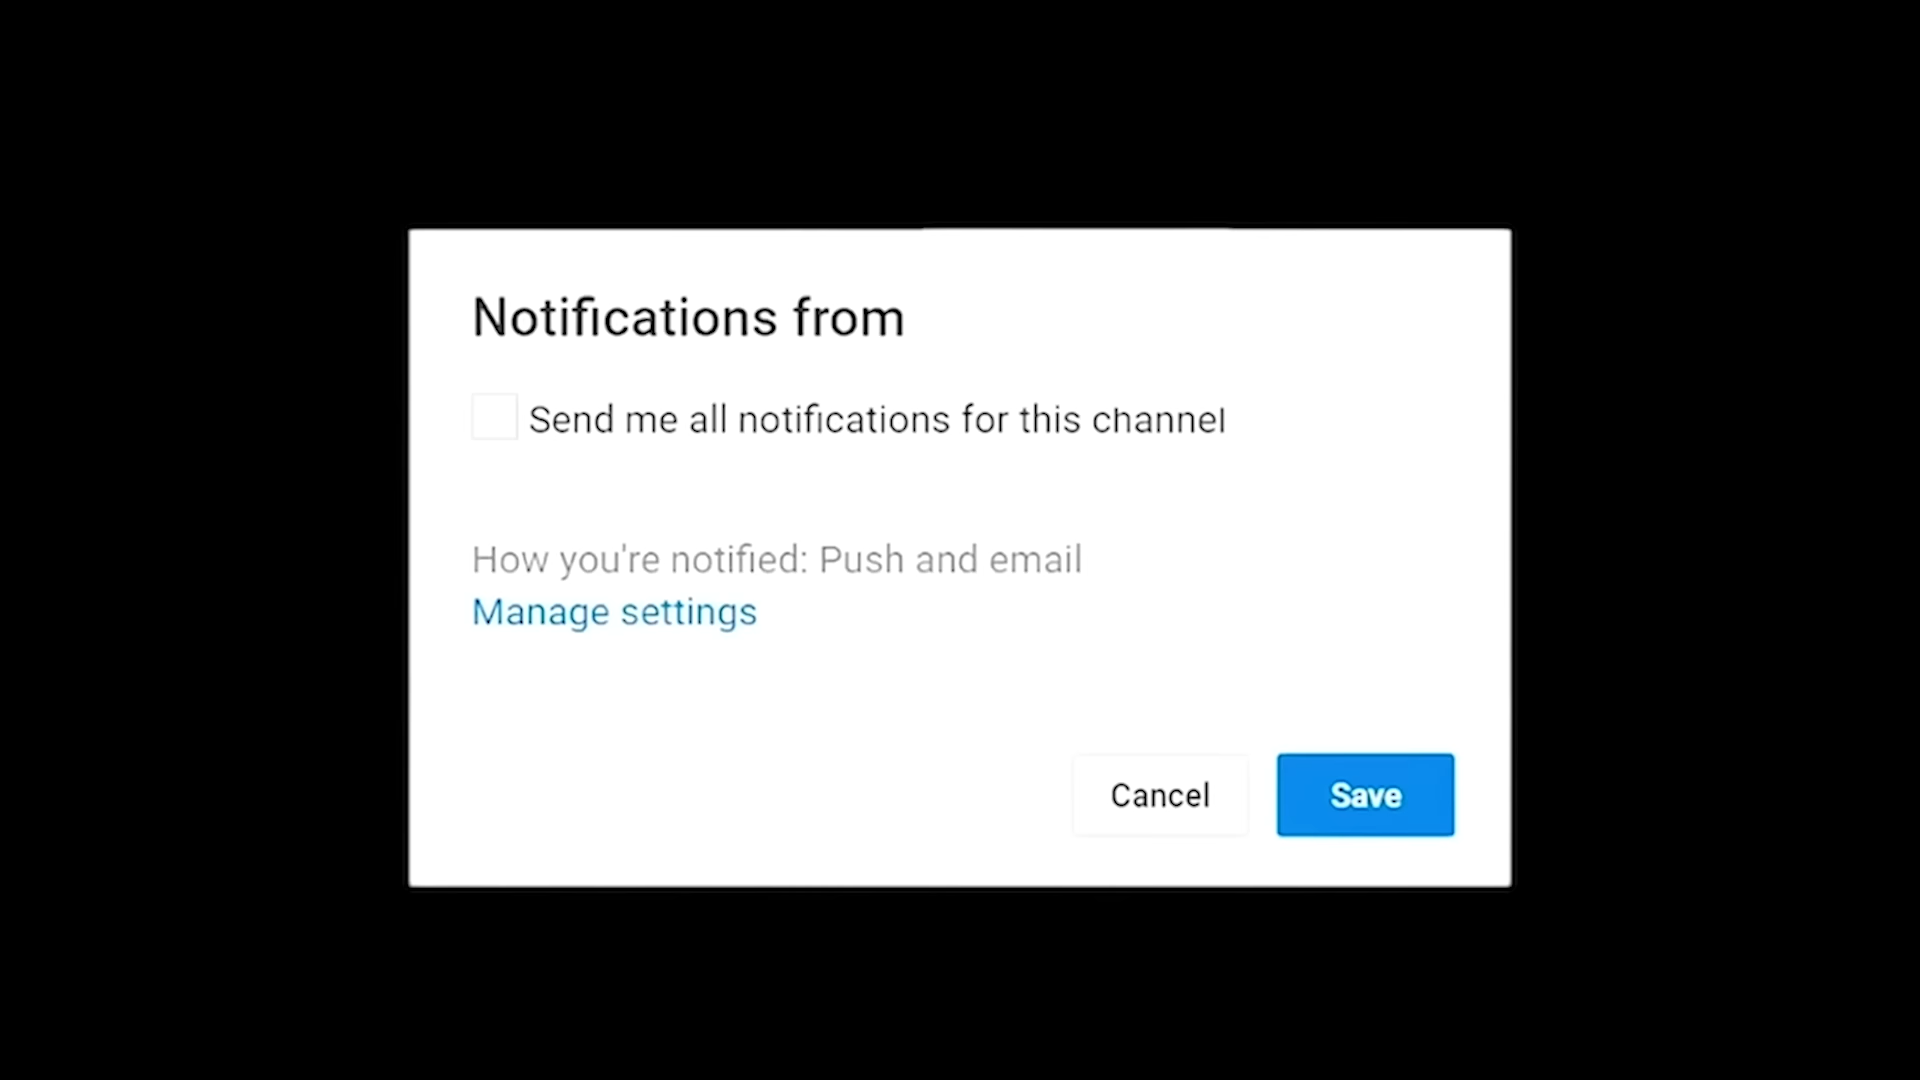 Notifications from
Send me all notifications for this channel
How you're notified: Push and email
Manage settings
Cancel
Save